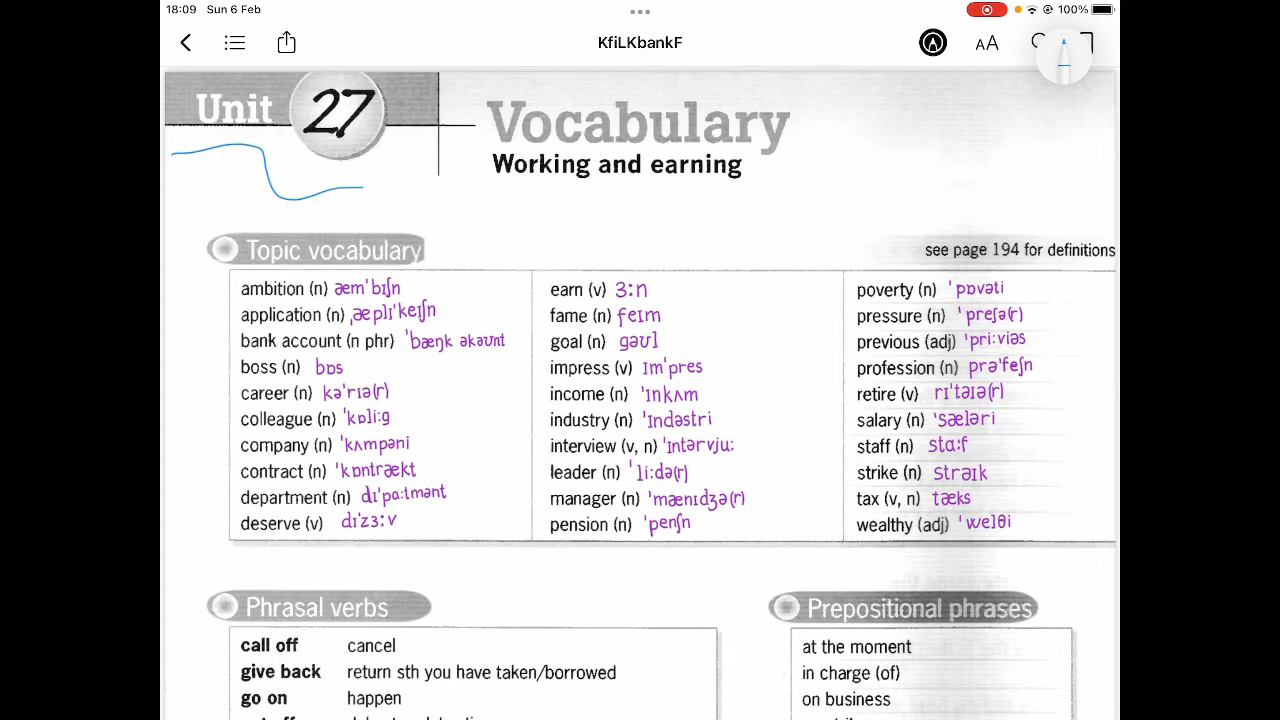 18:09 Sun 6 Feb 100%
KfiLKbankF
AA
Unit 27
Vocabulary
Working and earning
Topic vocabulary
see page 194 for definitions
ambition (n) æm'bɪʃn
application (n) ˌæplɪ'keɪʃn
bank account (n phr) 'bæŋk əkaʊnt
boss (n) bɒs
career (n) kə'rɪə(r)
colleague (n) 'kɒli:g
company (n) 'kʌmpəni
contract (n) 'kɒntrækt
department (n) dɪ'pɑ:tmənt
deserve (v) dɪ'zɜ:v
earn (v) ɜ:n
fame (n) feɪm
goal (n) gəʊl
impress (v) ɪm'pres
income (n) 'ɪnkʌm
industry (n) 'ɪndəstri
interview (v, n) 'ɪntərvju:
leader (n) 'li:də(r)
manager (n) 'mænɪdʒə(r)
pension (n) 'penʃn
poverty (n) 'pɒvəti
pressure (n) 'preʃə(r)
previous (adj) 'pri:viəs
profession (n) prə'feʃn
retire (v) rɪ'taɪə(r)
salary (n) 'sæləri
staff (n) stɑ:f
strike (n) straɪk
tax (v, n) tæks
wealthy (adj) 'welθi
Phrasal verbs
call off cancel
give back return sth you have taken/borrowed
go on happen
Prepositional phrases
at the moment
in charge (of)
on business